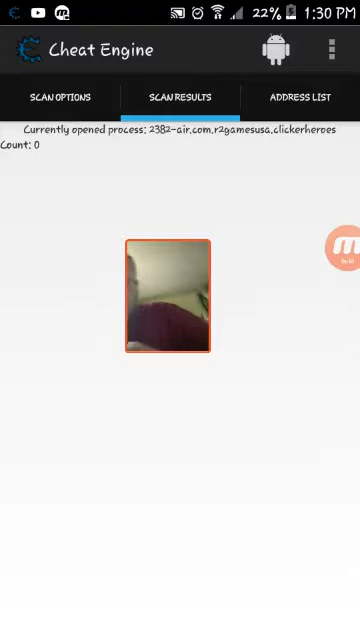 22% 1:30 PM
Cheat Engine
SCAN OPTIONS SCAN RESULTS ADDRESS LIST
Currently opened process: 2382-air.com.r2gamesusa.clickerheroes
Count: 0